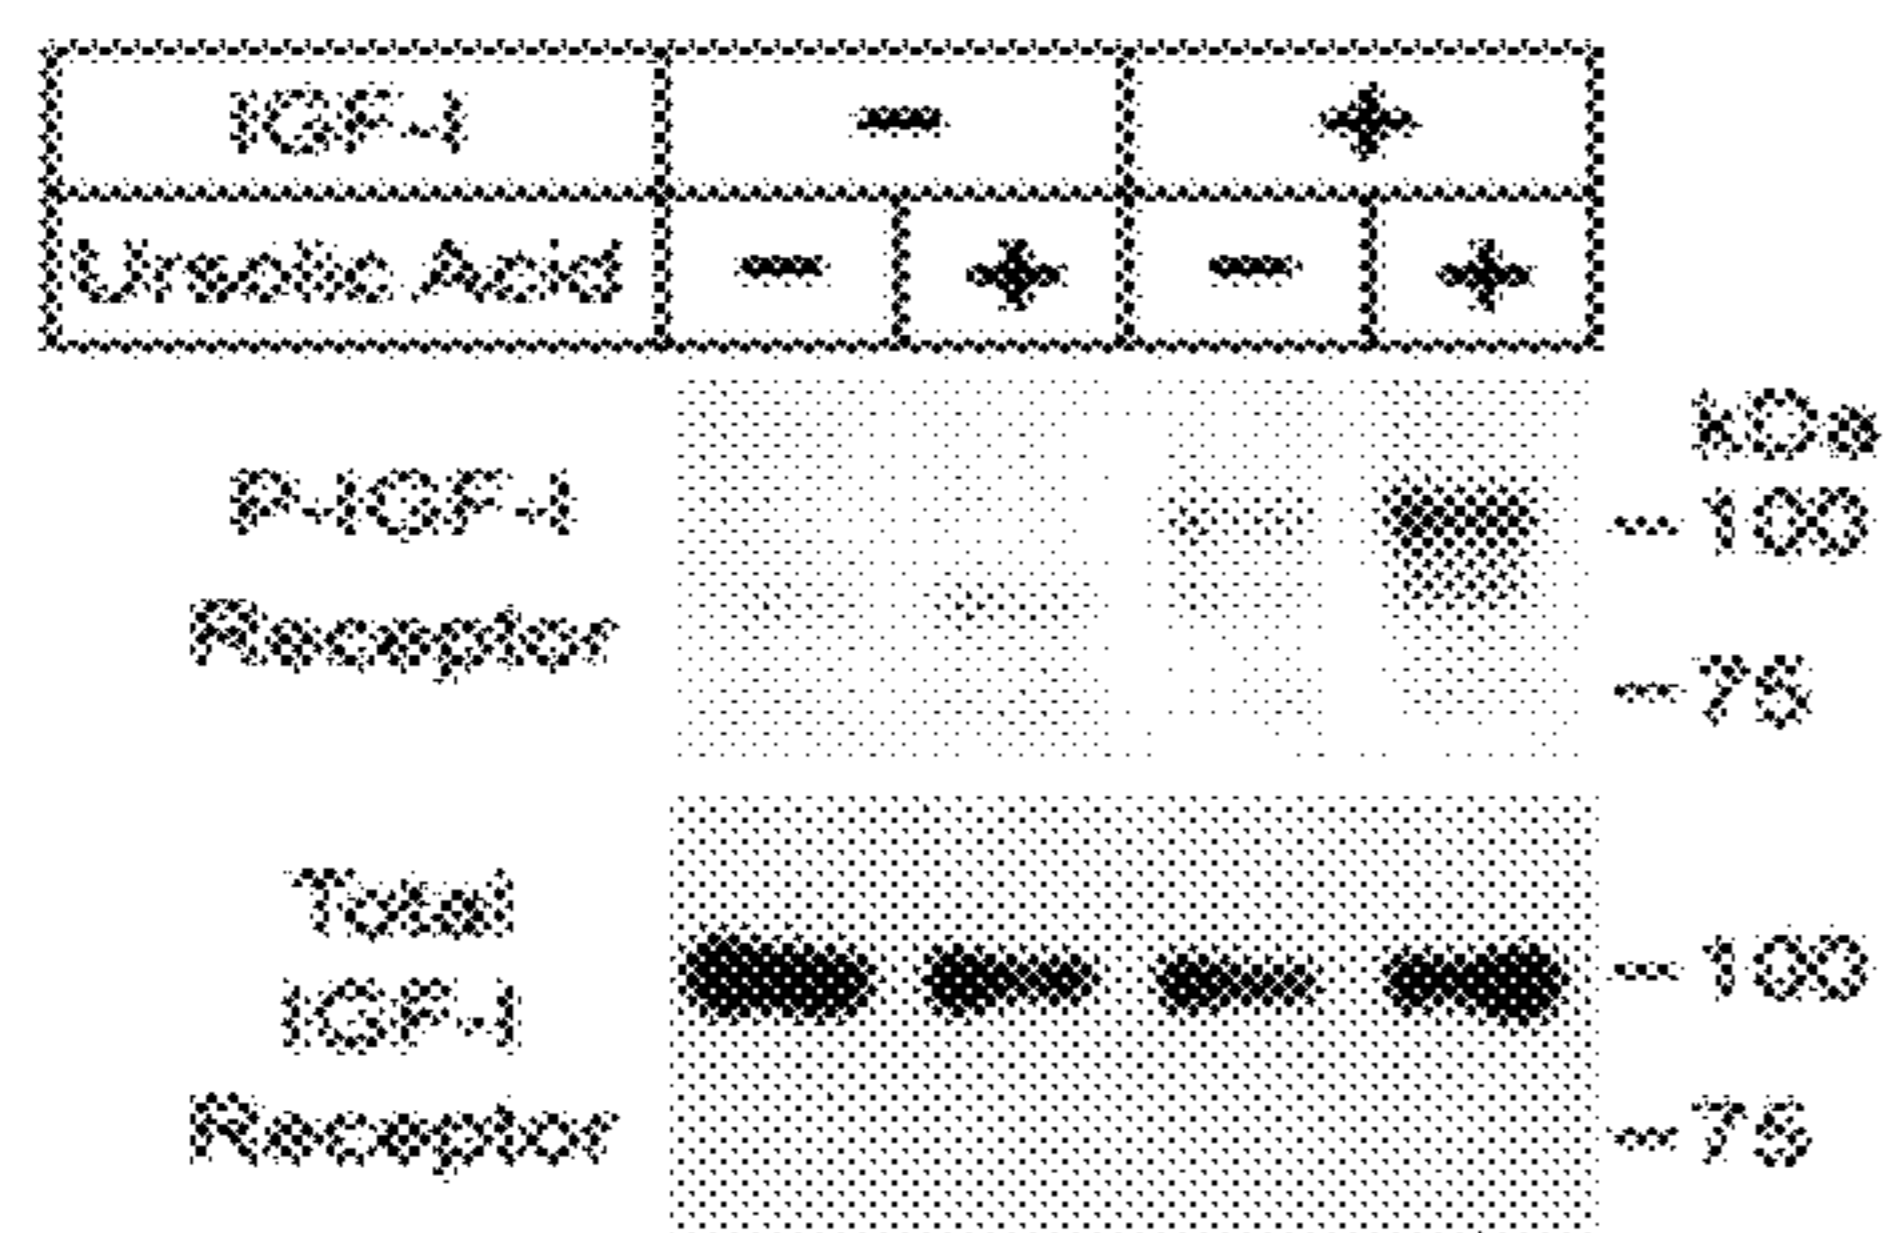 IGF-I − +
Ursolic Acid − + − +
kDa
P-IGF-I
Receptor
− 100
− 75
Total
IGF-I
Receptor
− 100
− 75